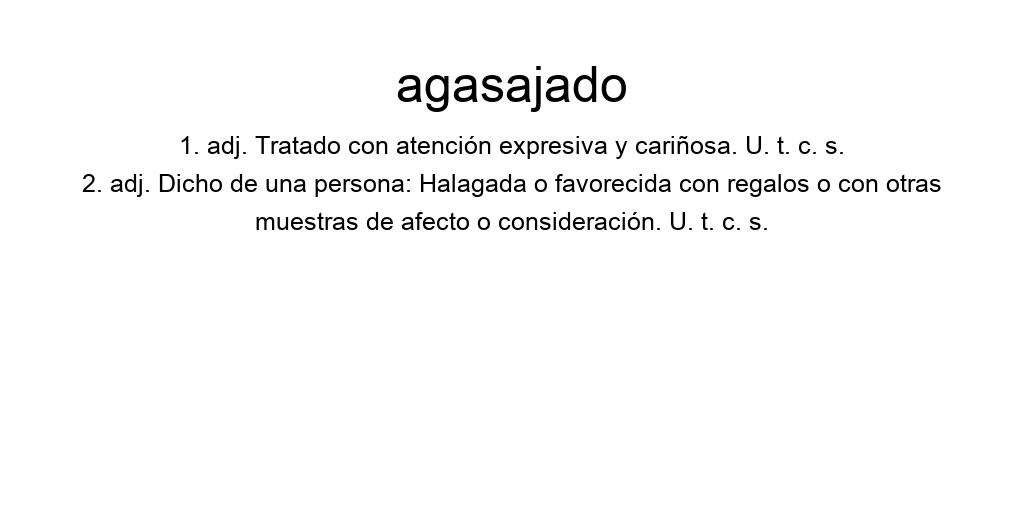 agasajado
1. adj. Tratado con atención expresiva y cariñosa. U. t. c. s.
2. adj. Dicho de una persona: Halagada o favorecida con regalos o con otras
muestras de afecto o consideración. U. t. c. s.